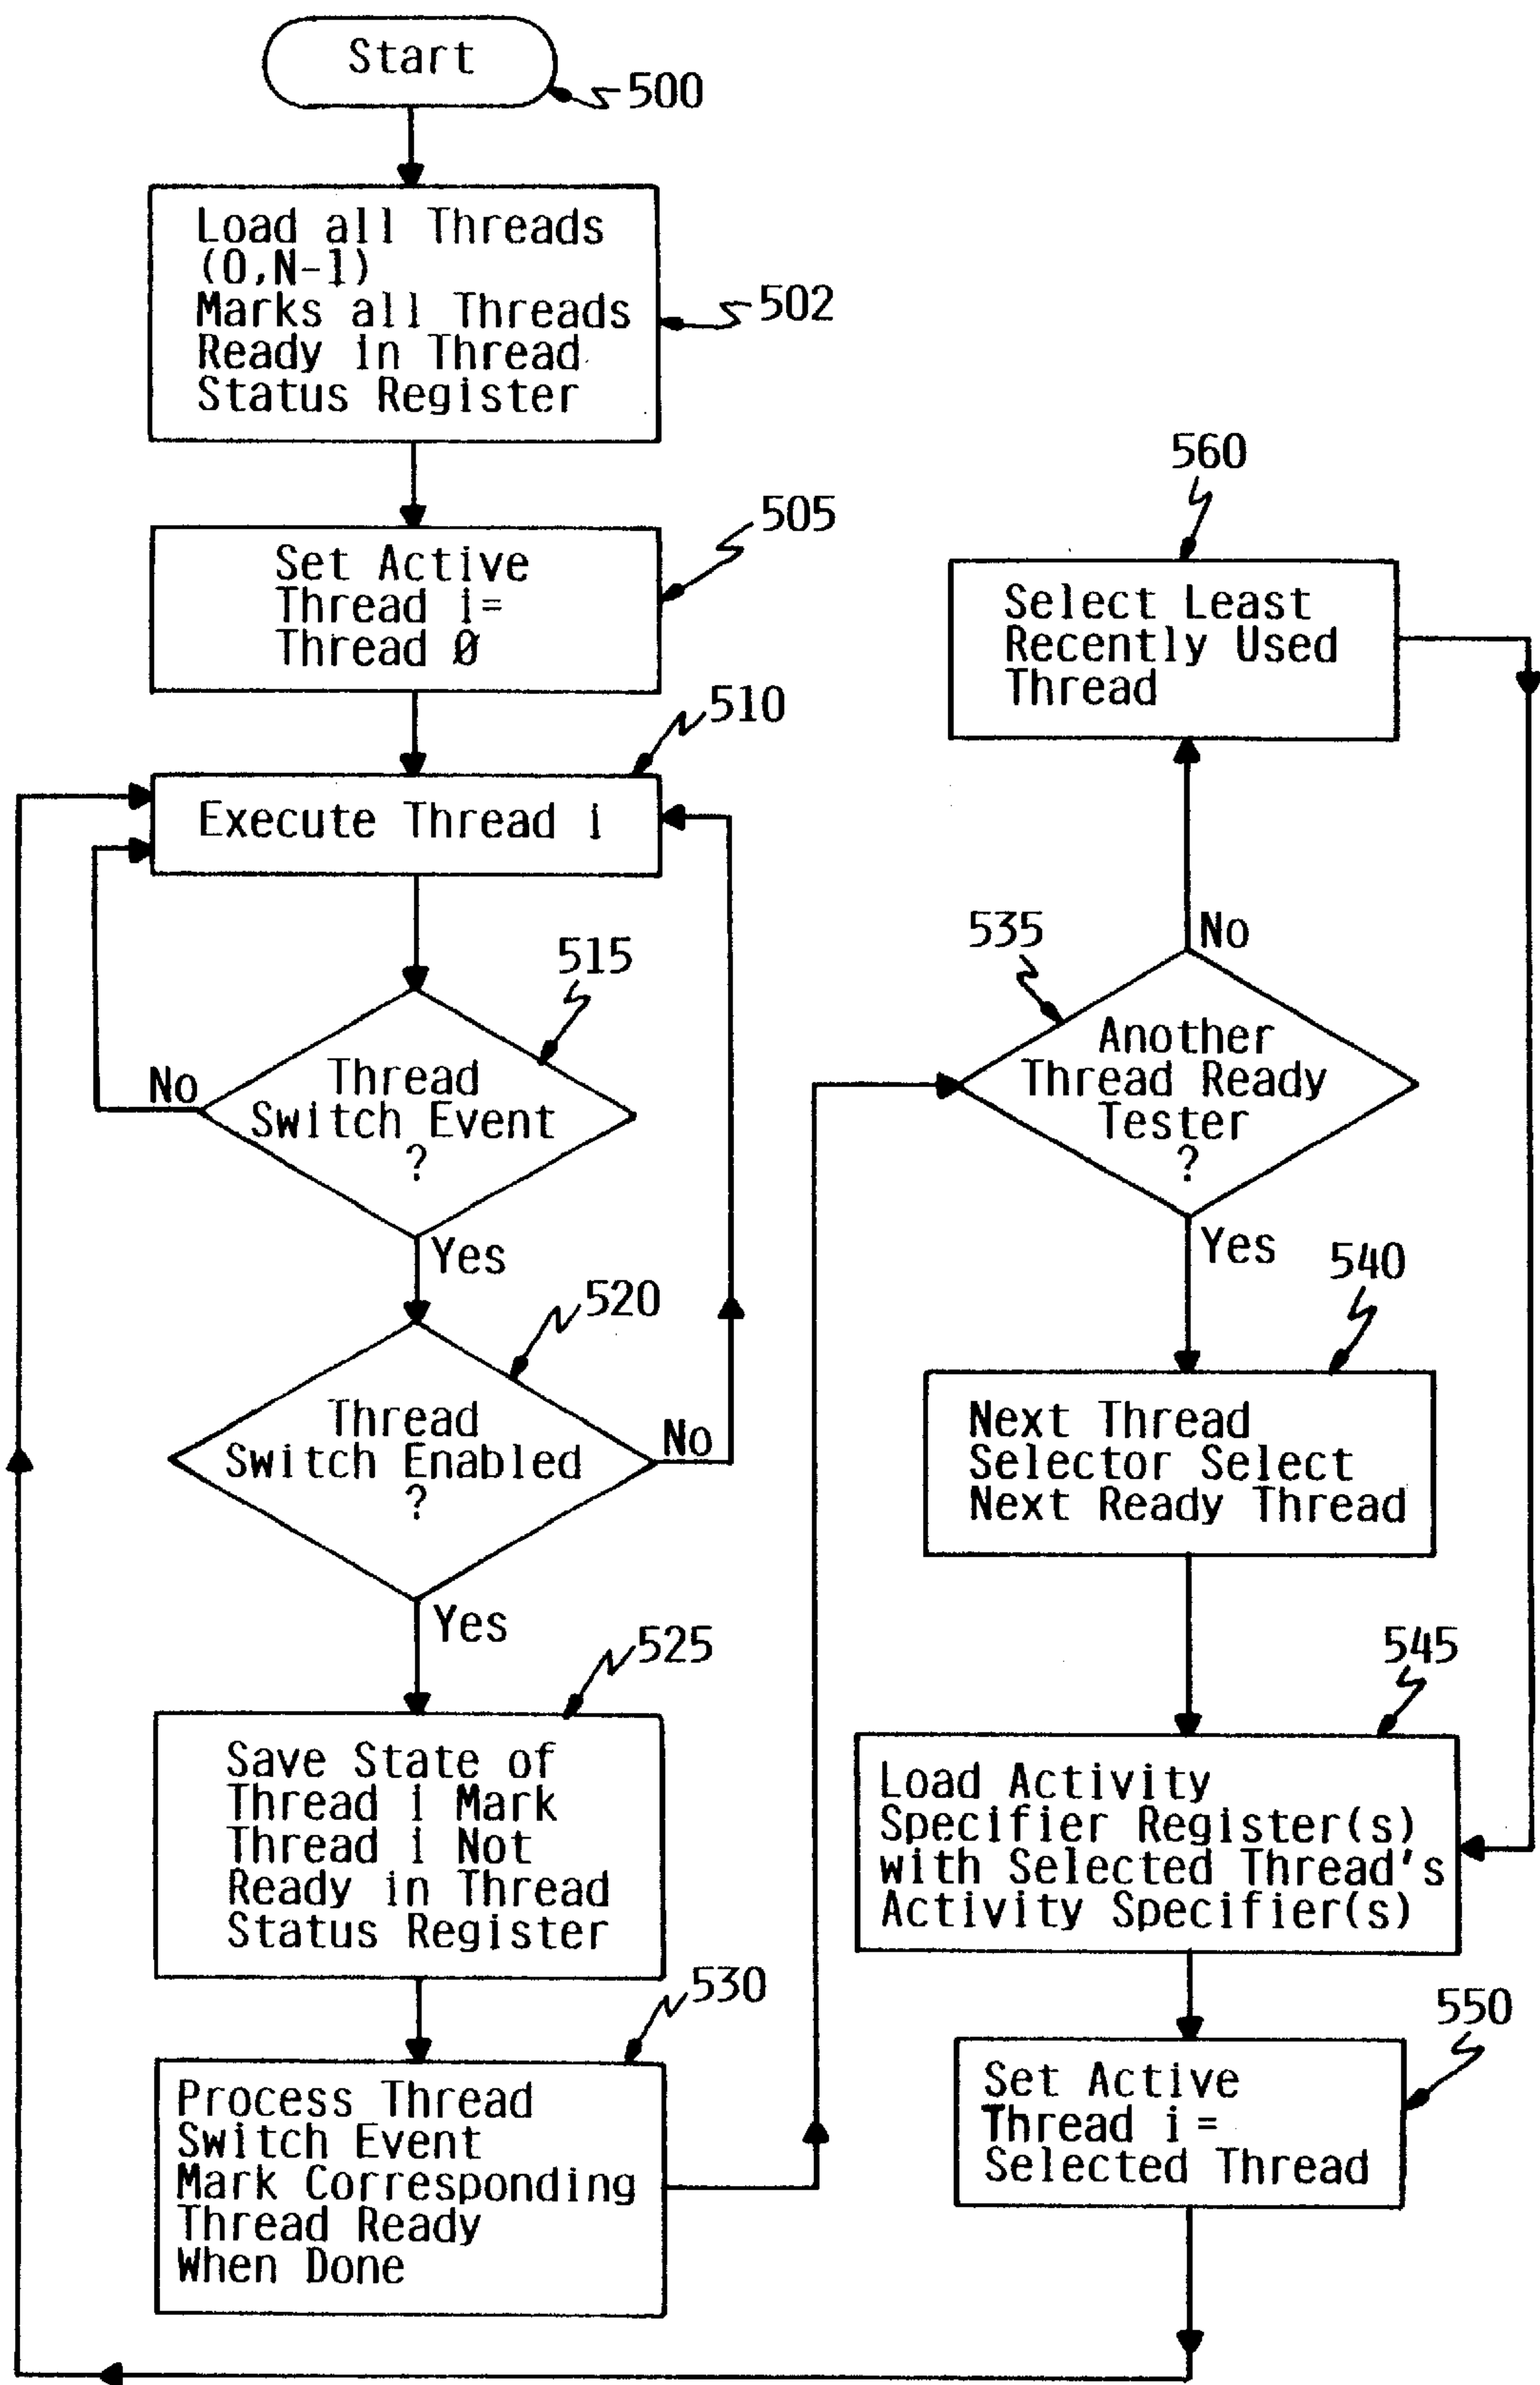 Start
500
Load all Threads
(0,N-1)
Marks all Threads
Ready in Thread
Status Register
502
Set Active
Thread i=
Thread Ø
505
510
Execute Thread i
515
Thread
Switch Event
?
No
Yes
520
Thread
Switch Enabled
?
No
Yes
525
Save State of
Thread i Mark
Thread i Not
Ready in Thread
Status Register
530
Process Thread
Switch Event
Mark Corresponding
Thread Ready
When Done
560
Select Least
Recently Used
Thread
535
No
Another
Thread Ready
Tester
?
Yes
540
Next Thread
Selector Select
Next Ready Thread
545
Load Activity
Specifier Register(s)
with Selected Thread's
Activity Specifier(s)
550
Set Active
Thread i=
Selected Thread